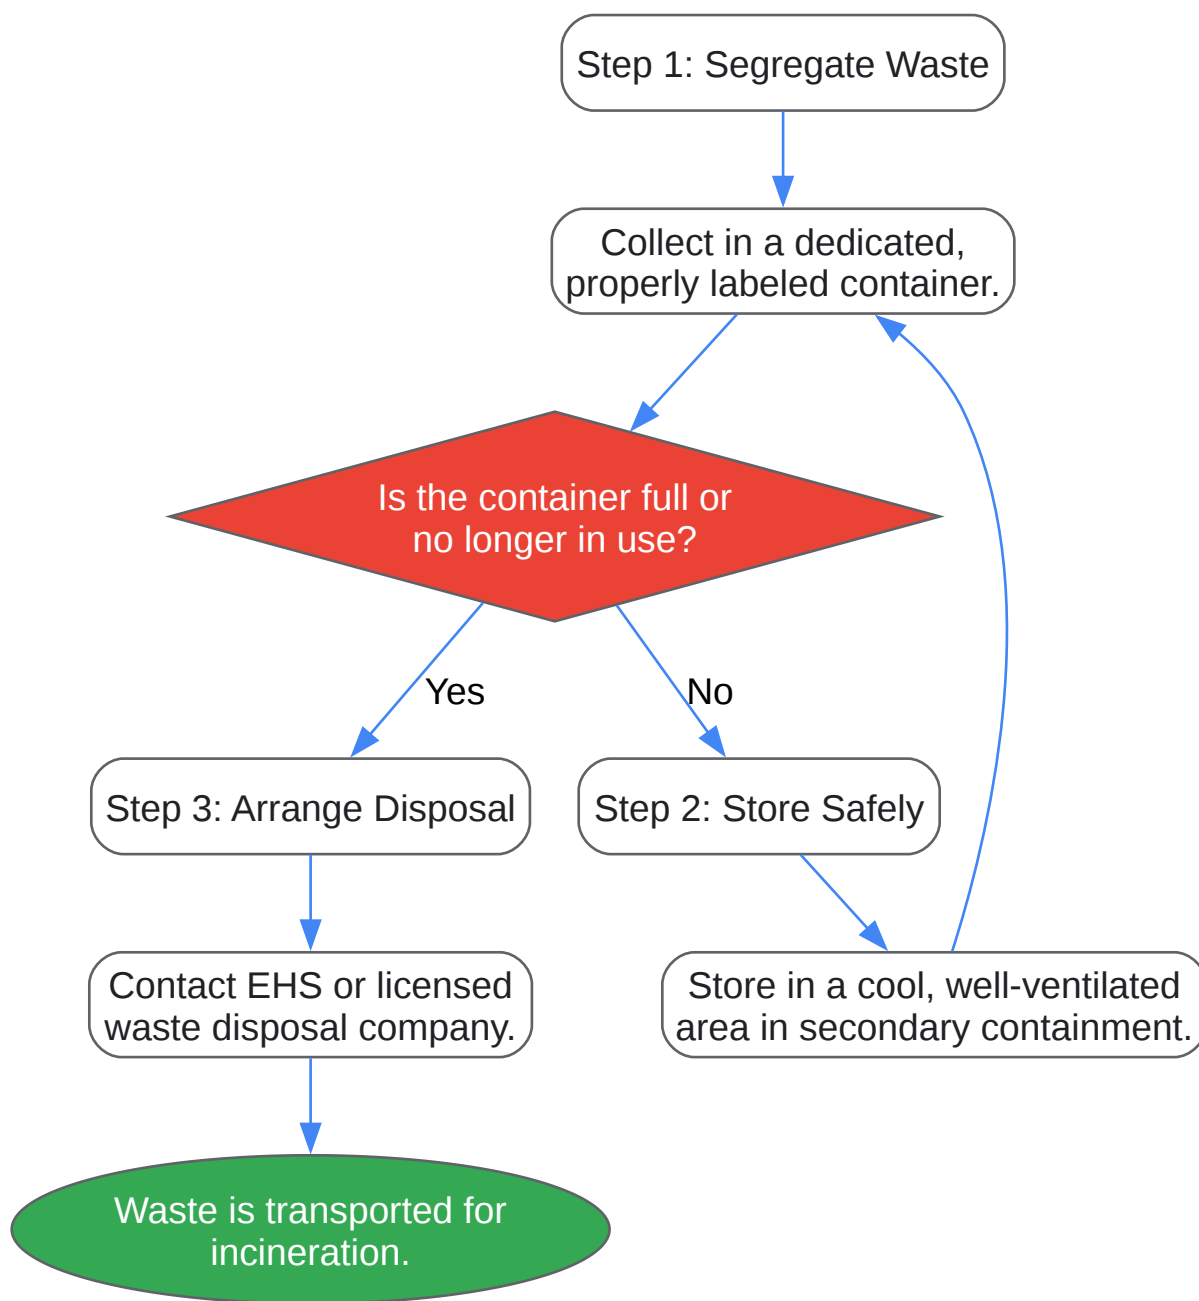 Step 1: Segregate Waste
Collect in a dedicated,
properly labeled container.
Is the container full or
no longer in use?
Yes
No
Step 3: Arrange Disposal
Step 2: Store Safely
Contact EHS or licensed
waste disposal company.
Store in a cool, well-ventilated
area in secondary containment.
Waste is transported for
incineration.